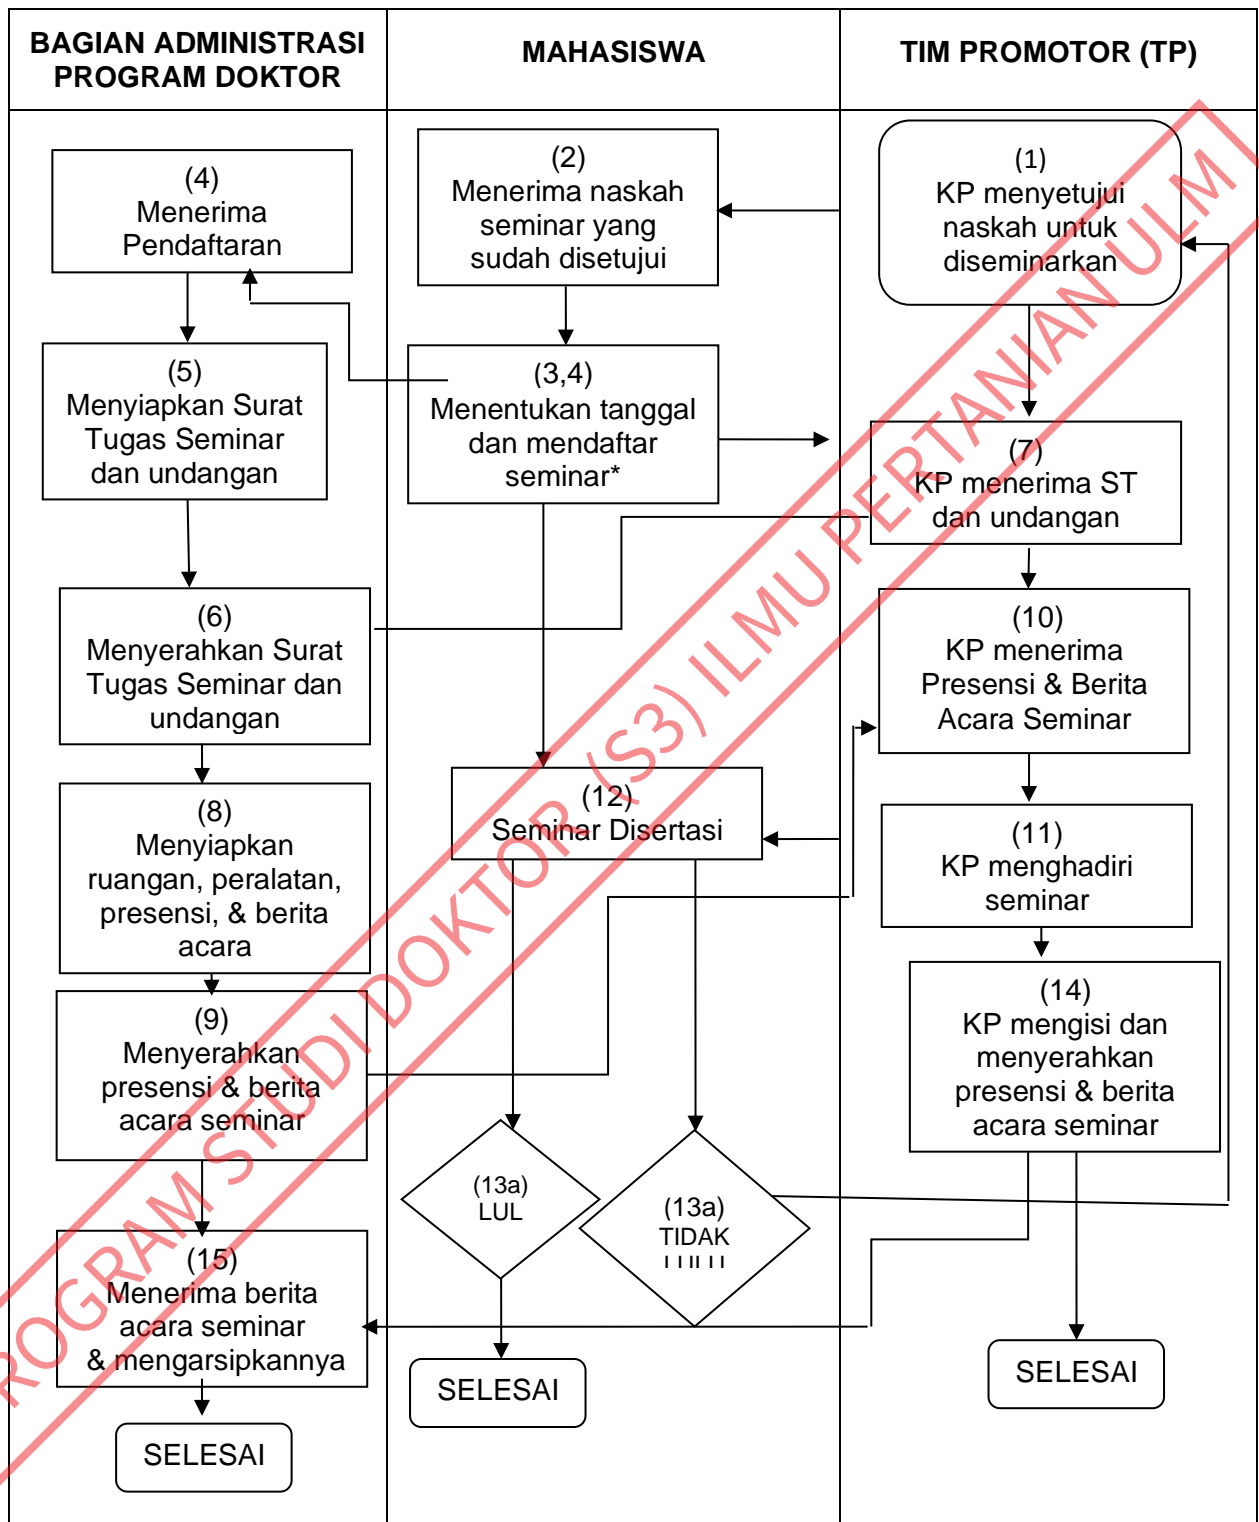 BAGIAN ADMINISTRASI
PROGRAM DOKTOR
MAHASISWA
TIM PROMOTOR (TP)
(4)
Menerima
Pendaftaran
(5)
Menyiapkan Surat
Tugas Seminar
dan undangan
(6)
Menyerahkan Surat
Tugas Seminar dan
undangan
(8)
Menyiapkan
ruangan, peralatan,
presensi, & berita
acara
(9)
Menyerahkan
presensi & berita
acara seminar
(15)
Menerima berita
acara seminar
& mengarsipkannya
SELESAI
(2)
Menerima naskah
seminar yang
sudah disetujui
(3,4)
Menentukan tanggal
dan mendaftar
seminar*
(12)
Seminar Disertasi
(13a)
LUL
(13a)
TIDAK
SELESAI
(1)
KP menyetujui
naskah untuk
diseminarkan
(7)
KP menerima ST
dan undangan
(10)
KP menerima
Presensi & Berita
Acara Seminar
(11)
KP menghadiri
seminar
(14)
KP mengisi dan
menyerahkan
presensi & berita
acara seminar
SELESAI
PROGRAM STUDI DOKTOR (S3) ILMU PERTANIAN ULM